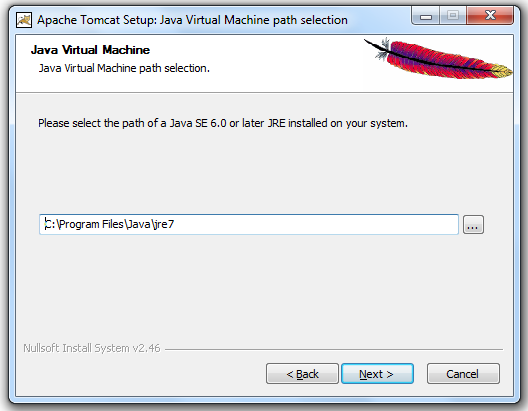 Apache Tomcat Setup: Java Virtual Machine path selection
Java Virtual Machine
Java Virtual Machine path selection.
Please select the path of a Java SE 6.0 or later JRE installed on your system.
C:\Program Files\Java\jre7
...
Nullsoft Install System v2.46
< Back
Next >
Cancel